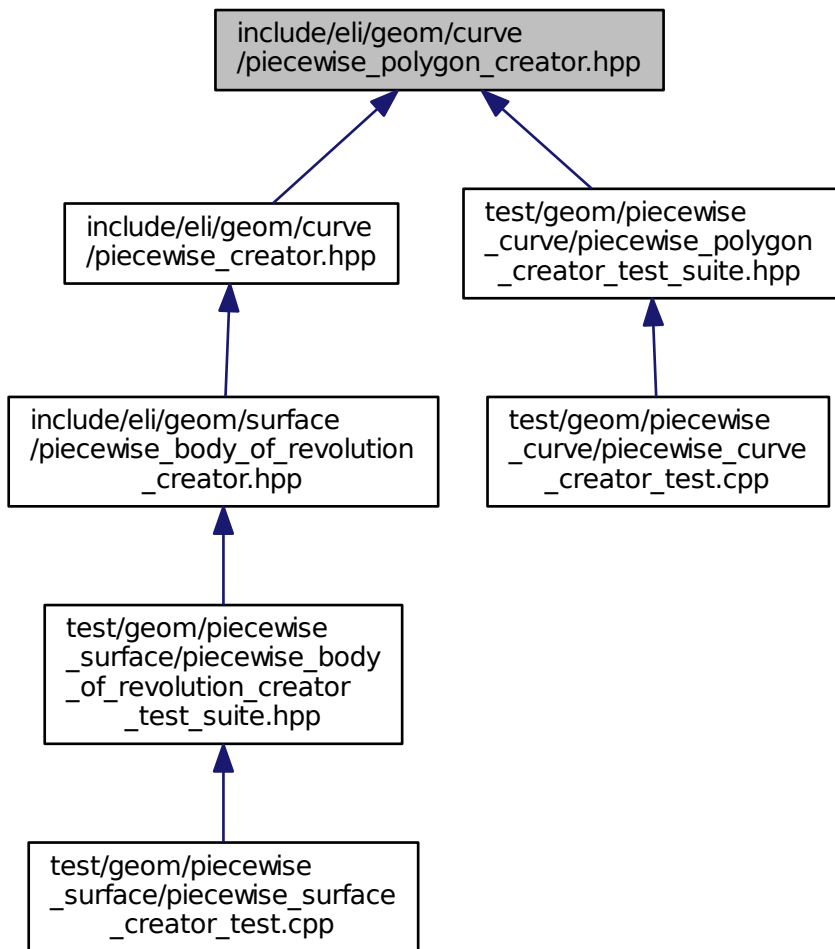 include/eli/geom/curve
/piecewise_polygon_creator.hpp
include/eli/geom/curve
/piecewise_creator.hpp
test/geom/piecewise
_curve/piecewise_polygon
_creator_test_suite.hpp
include/eli/geom/surface
/piecewise_body_of_revolution
_creator.hpp
test/geom/piecewise
_curve/piecewise_curve
_creator_test.cpp
test/geom/piecewise
_surface/piecewise_body
_of_revolution_creator
_test_suite.hpp
test/geom/piecewise
_surface/piecewise_surface
_creator_test.cpp